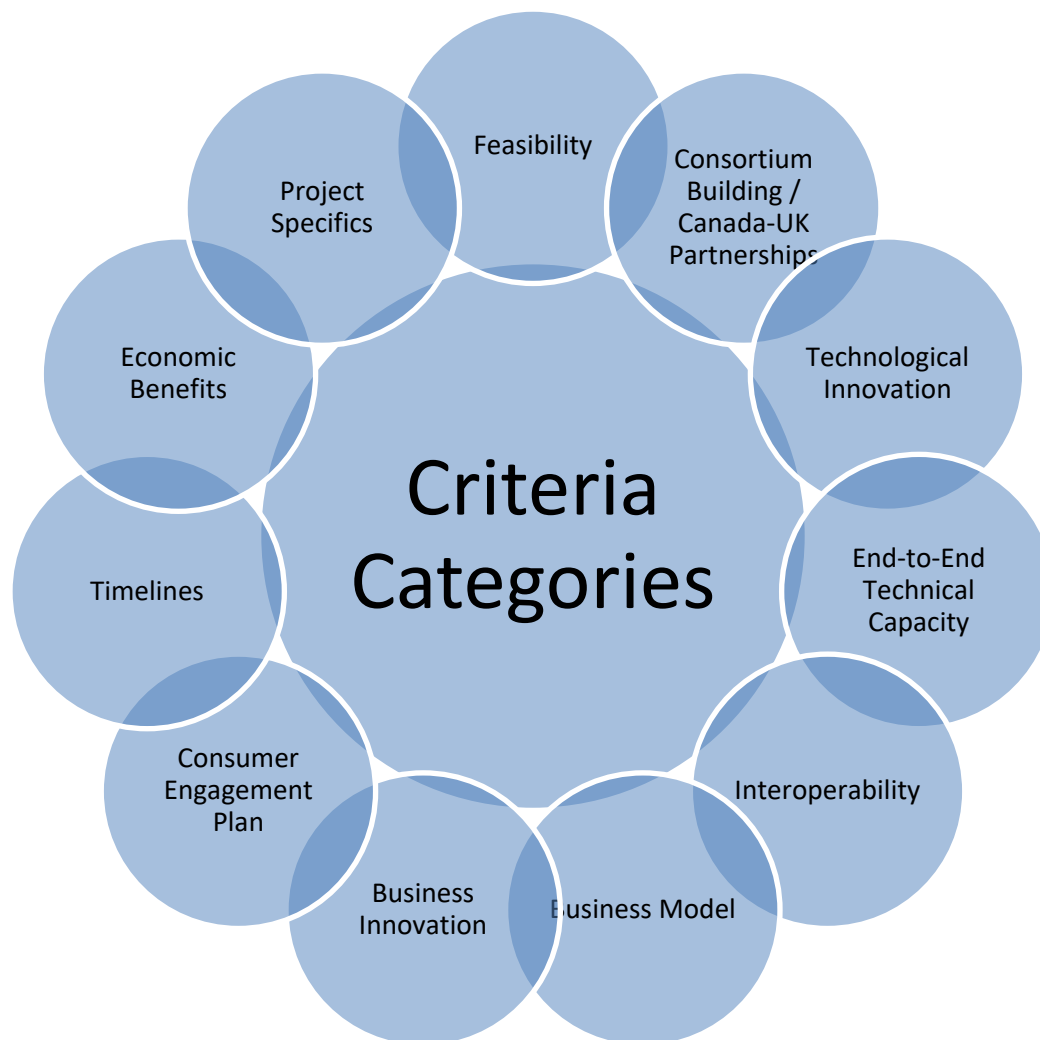 Feasibility
Consortium
Building /
Canada-UK
Partnerships
Technological
Innovation
End-to-End
Technical
Capacity
Interoperability
Business Model
Business
Innovation
Consumer
Engagement
Plan
Timelines
Economic
Benefits
Project
Specifics
Criteria
Categories